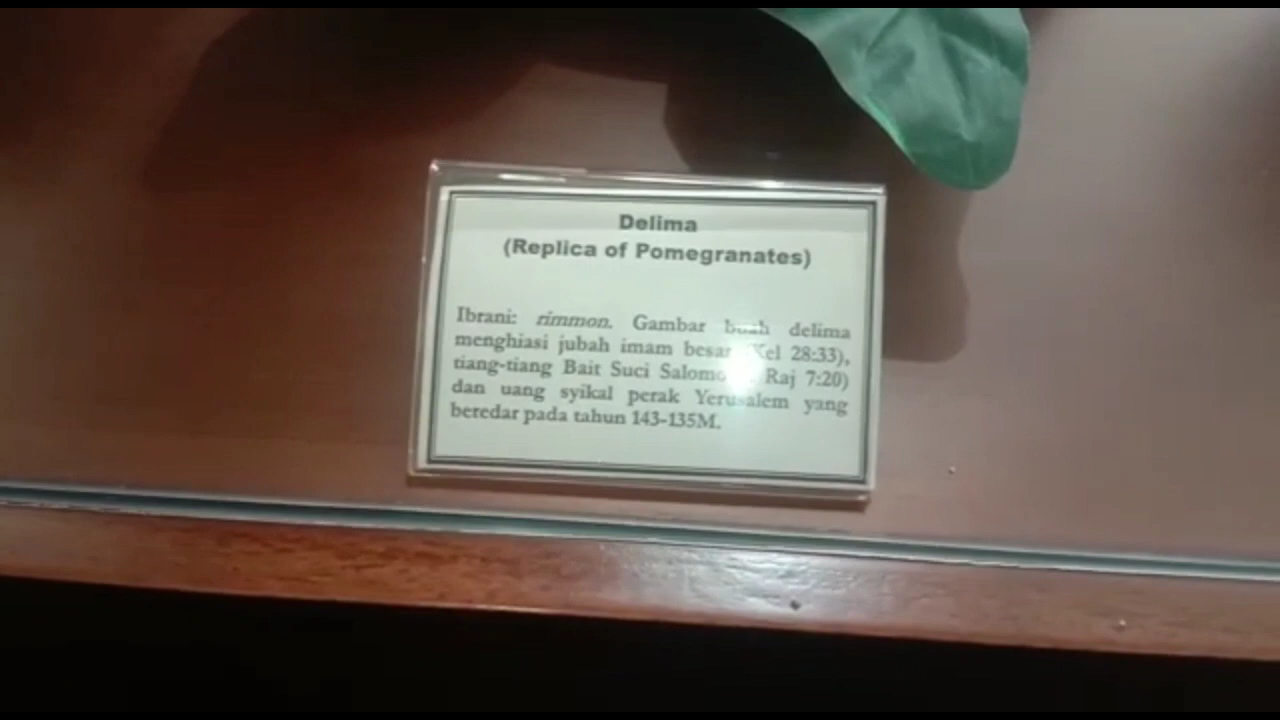 Delima
(Replica of Pomegranates)
Ibrani: rimmon. Gambar buah delima
menghiasi jubah imam besar Kel 28:33),
tiang-tiang Bait Suci Salomo Raj 7:20)
dan uang syikal perak Yerusalem yang
beredar pada tahun 143-135M.